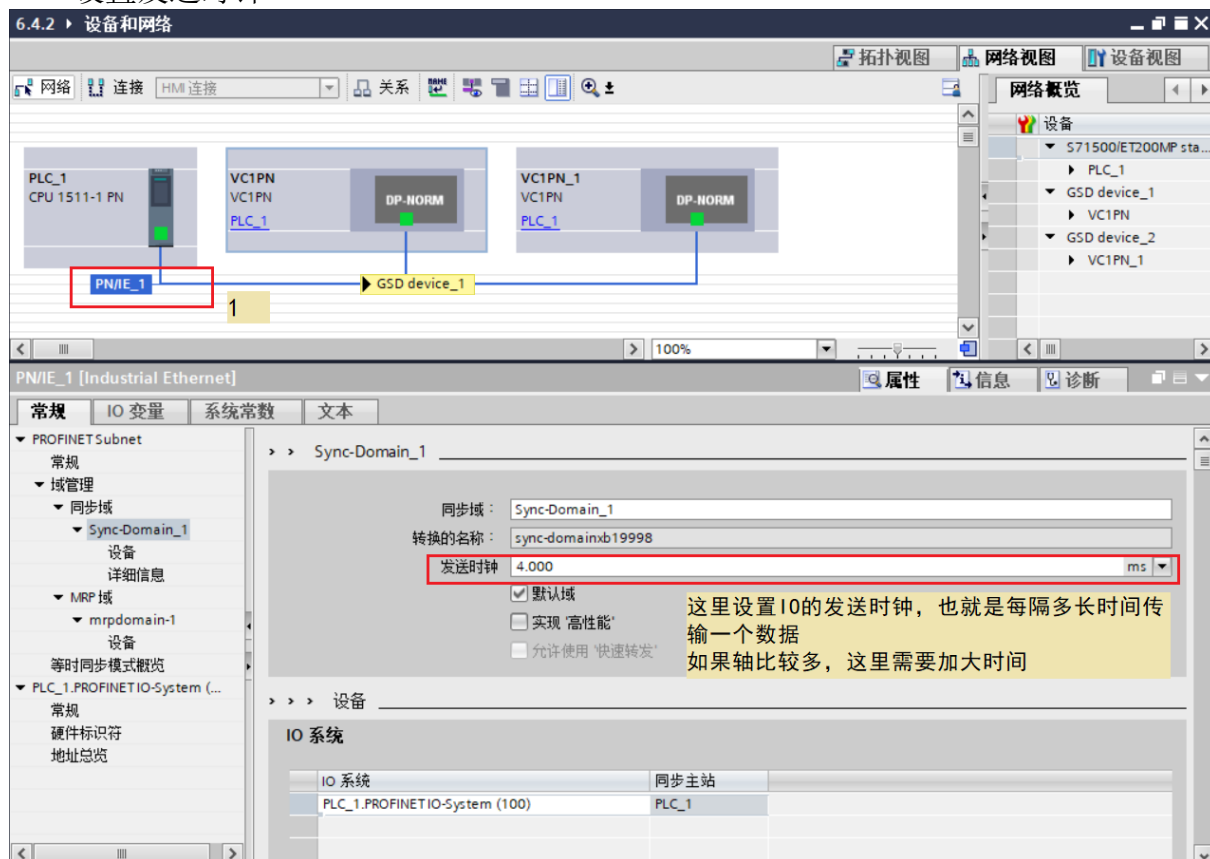 6.4.2 ▸ 设备和网络
拓扑视图 网络视图 设备视图
网络 连接 HMI 连接 关系 网络概览
设备
S71500/ET200MP sta...
PLC_1
GSD device_1
VC1PN
GSD device_2
VC1PN_1
PLC_1
CPU 1511-1 PN
VC1PN
VC1PN
PLC_1
DP-NORM
VC1PN_1
VC1PN
PLC_1
DP-NORM
PN/IE_1
GSD device_1
1
100%
PN/IE_1 [Industrial Ethernet]
属性 信息 诊断
常规 IO 变量 系统常数 文本
PROFINET Subnet
常规
域管理
同步域
Sync-Domain_1
设备
详细信息
MRP 域
mrpdomain-1
设备
等时同步模式概览
PLC_1.PROFINET IO-System (...
常规
硬件标识符
地址总览
Sync-Domain_1
同步域： Sync-Domain_1
转换的名称： sync-domainxb19998
发送时钟 4.000 ms
默认域
实现 '高性能'
允许使用 '快速转发'
这里设置IO的发送时钟，也就是每隔多长时间传
输一个数据
如果轴比较多，这里需要加大时间
设备
IO 系统
IO 系统 同步主站
PLC_1.PROFINET IO-System (100) PLC_1